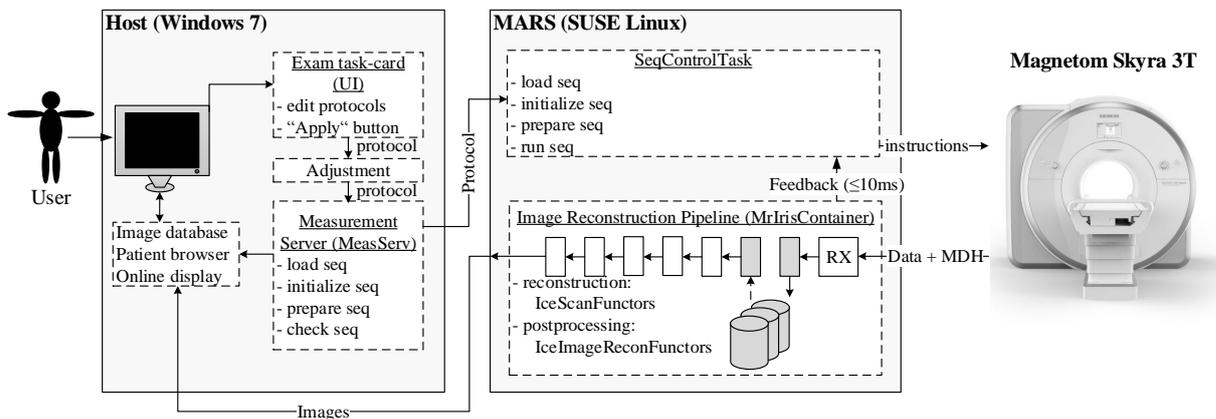 Host (Windows 7)
Exam task-card
(UI)
- edit protocols
- “Apply“ button
protocol
Adjustment
protocol
Measurement
Server (MeasServ)
- load seq
- initialize seq
- prepare seq
- check seq
User
Image database
Patient browser
Online display
Protocol
Images
MARS (SUSE Linux)
SeqControlTask
- load seq
- initialize seq
- prepare seq
- run seq
Feedback (≤10ms)
Image Reconstruction Pipeline (MrIrisContainer)
RX
- reconstruction:
IceScanFunctors
- postprocessing:
IceImageReconFunctors
instructions
Data + MDH
Magnetom Skyra 3T
SIEMENS